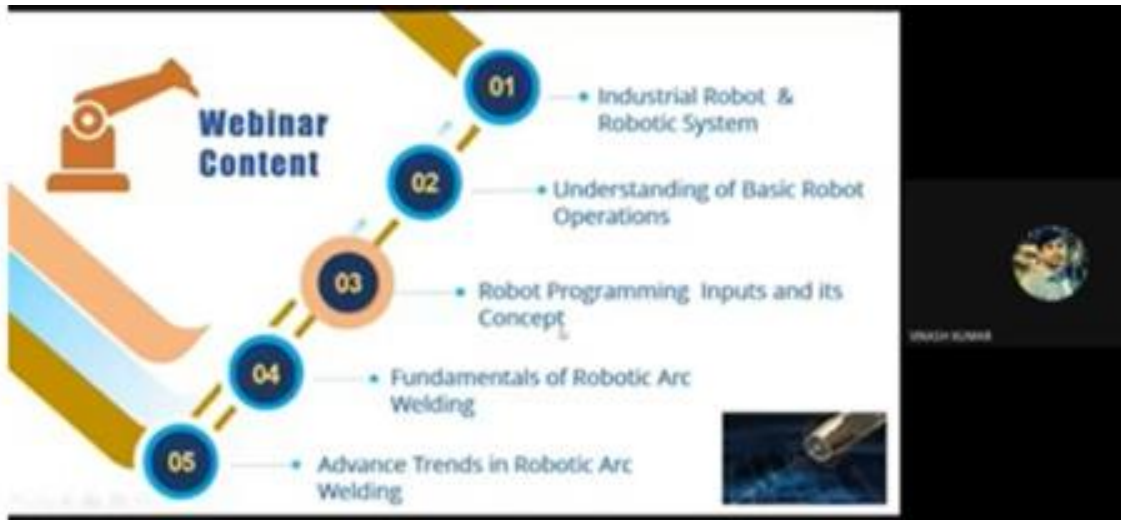 Webinar
Content
01
Industrial Robot &
Robotic System
02
Understanding of Basic Robot
Operations
03
Robot Programming Inputs and its
Concept
04
Fundamentals of Robotic Arc
Welding
05
Advance Trends in Robotic Arc
Welding
KUMAR